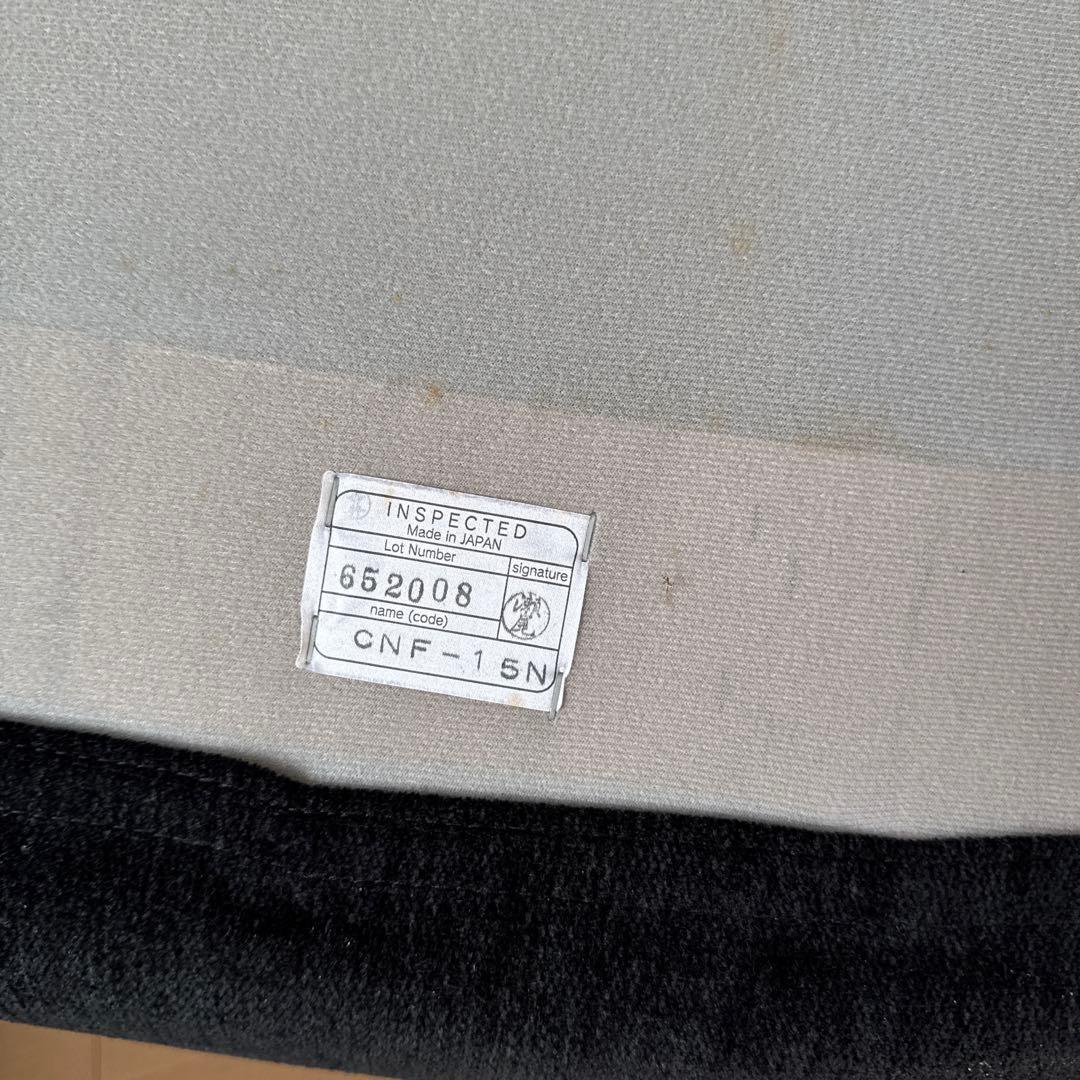 INSPECTED
Made in JAPAN
Lot Number
signature
652008
name (code)
CNF-15N